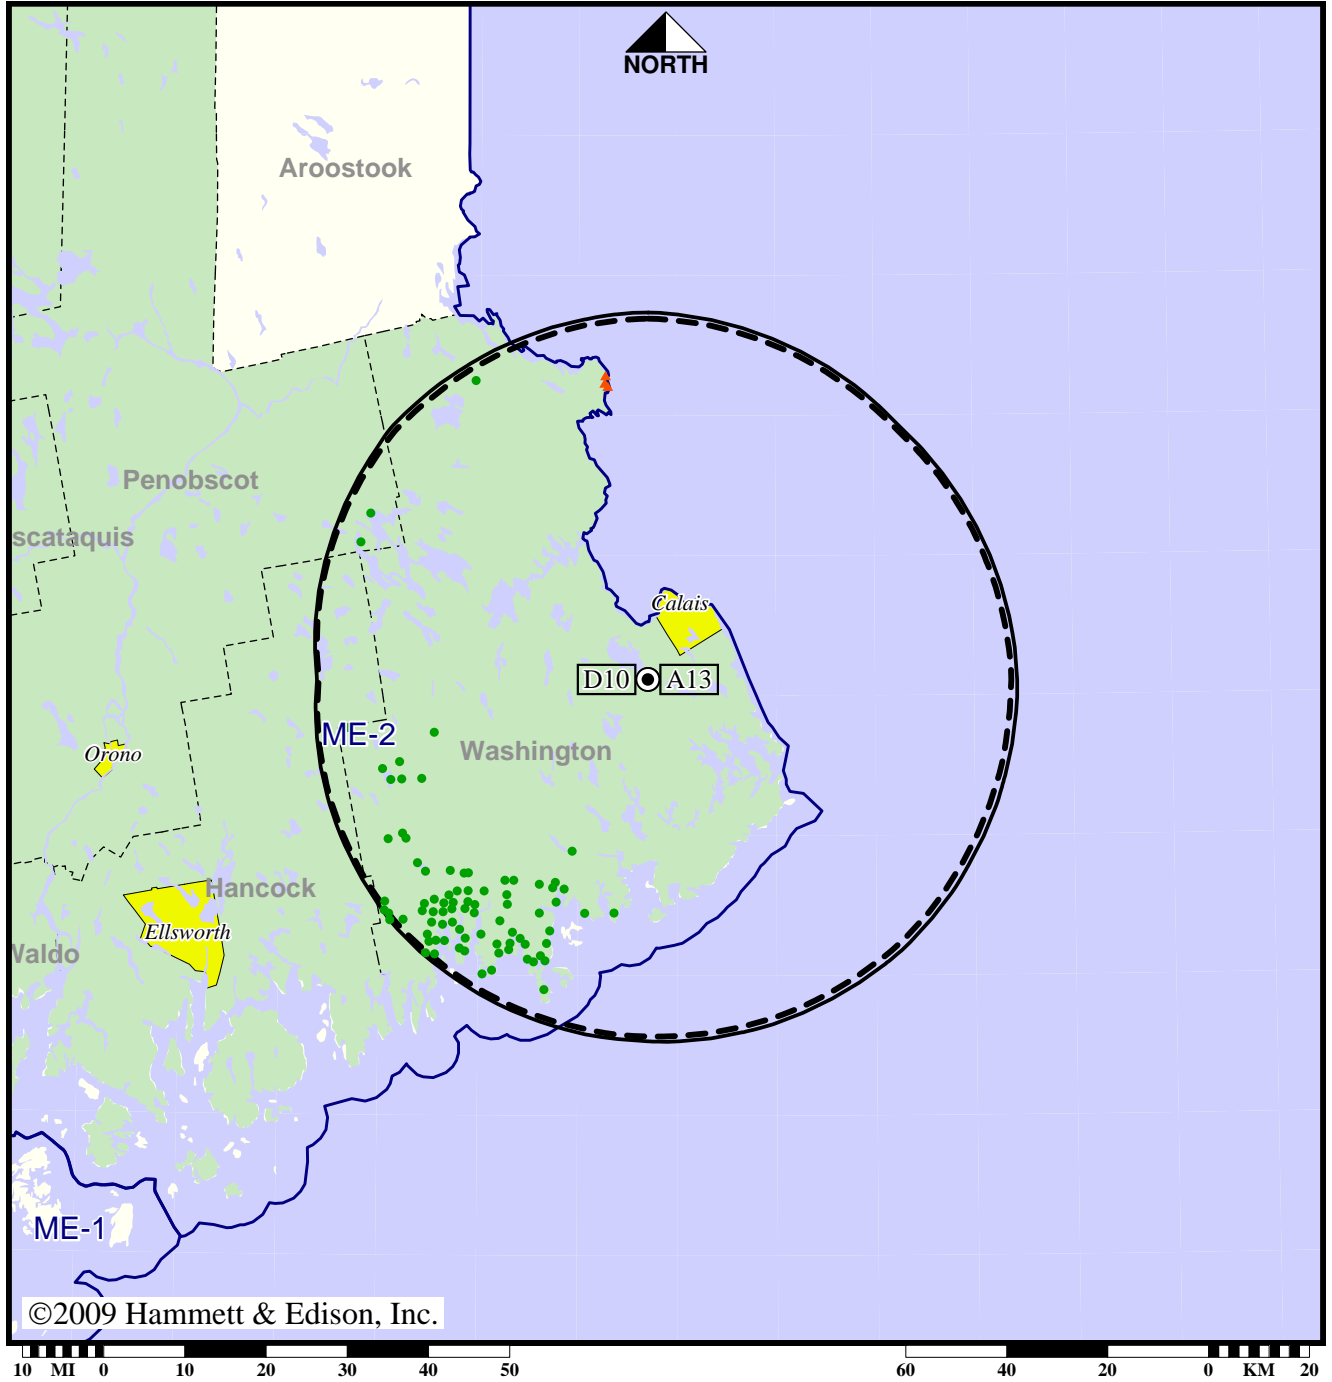 NORTH
Aroostook
Penobscot
scataquis
Calais
D10
A13
ME-2
Washington
Orono
Hancock
Ellsworth
Waldo
ME-1
©2009 Hammett & Edison, Inc.
10 MI 0 10 20 30 40 50 60 40 20 0 KM 20